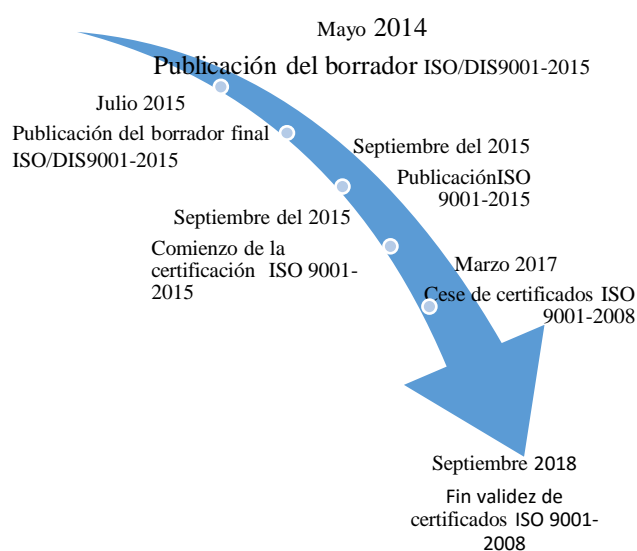 Mayo 2014
Publicación del borrador ISO/DIS9001-2015
Julio 2015
Publicación del borrador final
ISO/DIS9001-2015
Septiembre del 2015
PublicaciónISO
9001-2015
Septiembre del 2015
Comienzo de la
certificación ISO 9001-
2015
Marzo 2017
Cese de certificados ISO
9001-2008
Septiembre 2018
Fin validez de
certificados ISO 9001-
2008